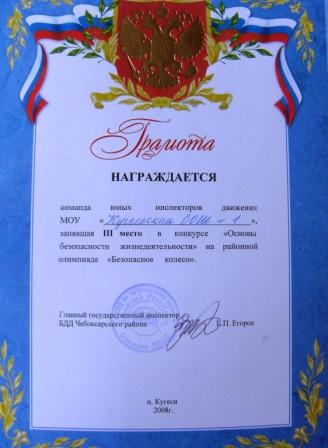 Грамота
НАГРАЖДАЕТСЯ
команда юных инспекторов движения
МОУ «Кугесьская СОШ № 1»,
занявшая III место в конкурсе «Основы
безопасности жизнедеятельности» на районной
олимпиаде «Безопасное колесо».
Главный государственный инспектор
БДД Чебоксарского района Е.П. Егоров
п. Кугеси
2008г.